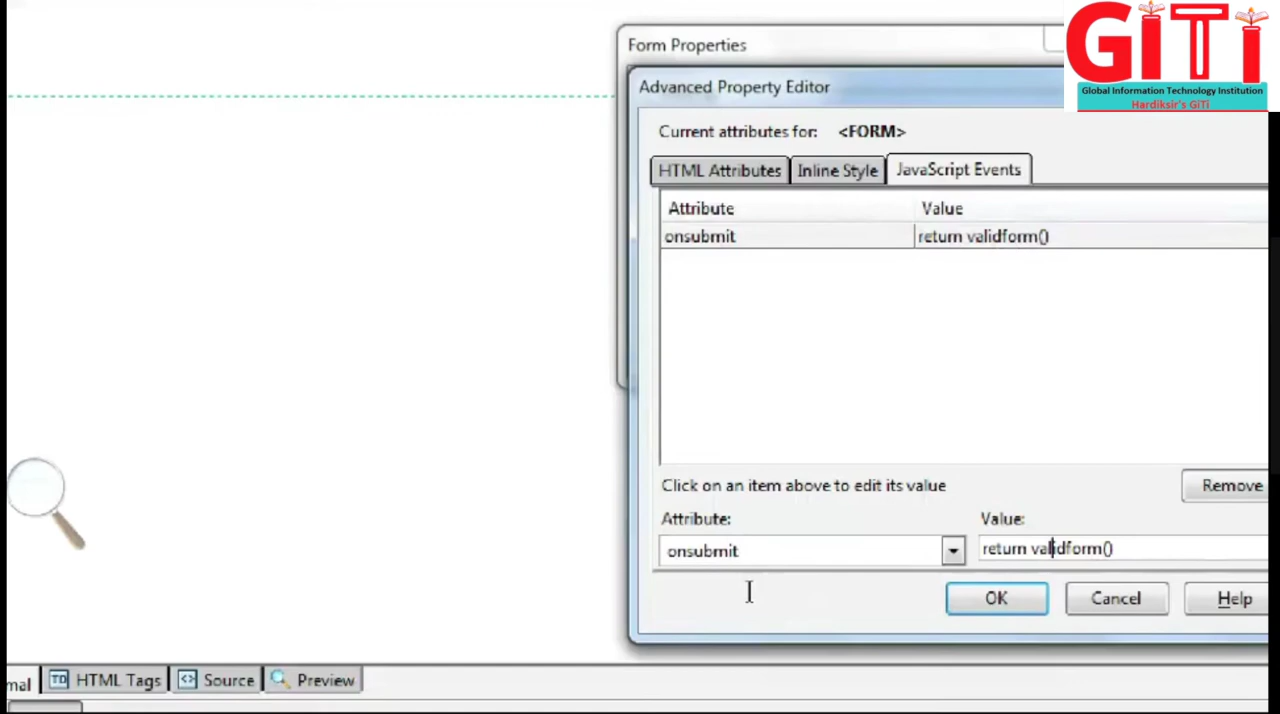 GiTi
Global Information Technology Institution
Hardiksir's GiTi
Form Properties
Advanced Property Editor
Current attributes for: <FORM>
HTML Attributes Inline Style JavaScript Events
Attribute Value
onsubmit return validform()
Click on an item above to edit its value Remove
Attribute: Value:
onsubmit return validform()
OK Cancel Help
mal TD HTML Tags <> Source Preview